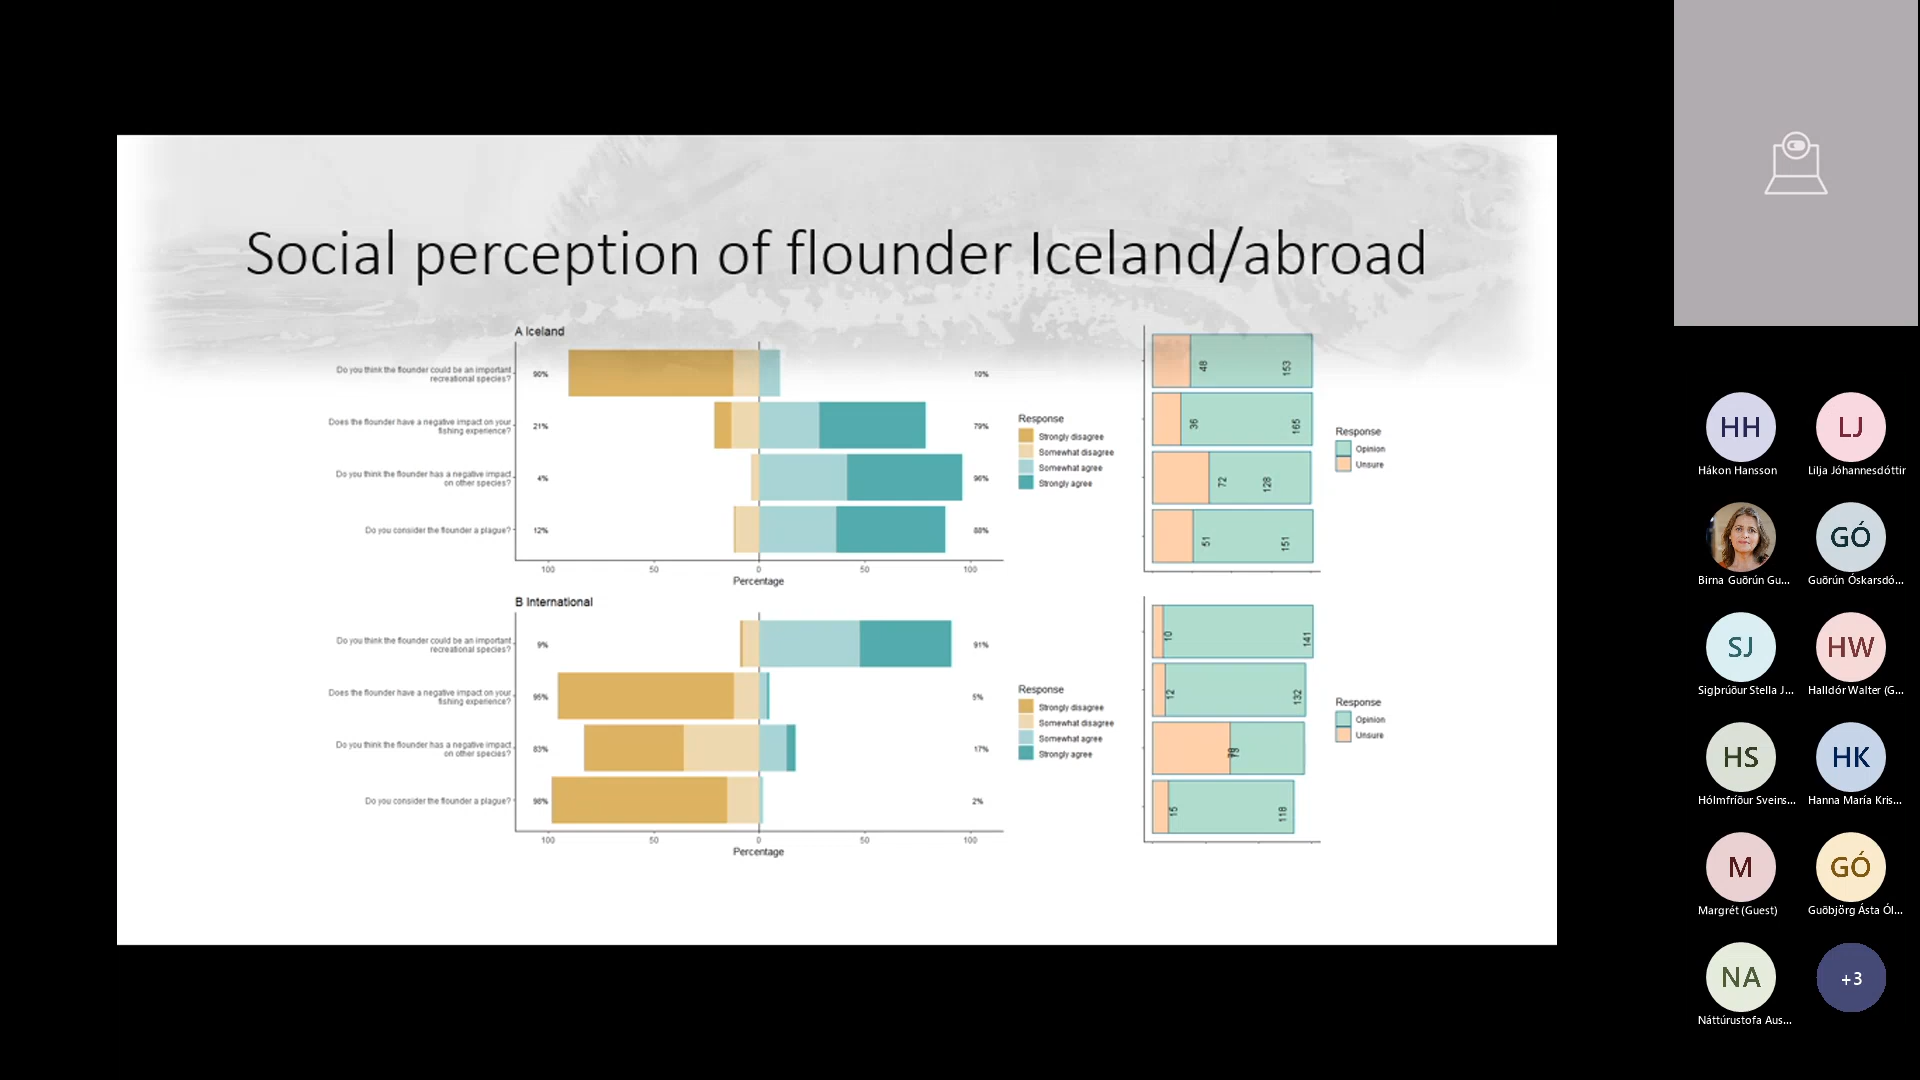 Social perception of flounder Iceland/abroad
A Iceland
Do you think the flounder could be an important
recreational species?
90%
10%
Does the flounder have a negative impact on your
fishing experience?
21%
79%
Do you think the flounder has a negative impact
on other species?
4%
96%
Do you consider the flounder a plague?
12%
88%
100 50 0 50 100
Percentage
Response
Strongly disagree
Somewhat disagree
Somewhat agree
Strongly agree
48 153
36 165
72 128
51 151
Response
Opinion
Unsure
B International
Do you think the flounder could be an important
recreational species?
9%
91%
Does the flounder have a negative impact on your
fishing experience?
95%
5%
Do you think the flounder has a negative impact
on other species?
83%
17%
Do you consider the flounder a plague?
98%
2%
100 50 0 50 100
Percentage
Response
Strongly disagree
Somewhat disagree
Somewhat agree
Strongly agree
10 141
12 132
15 118
Response
Opinion
Unsure
HH
Hákon Hansson
LJ
Lilja Jóhannesdóttir
Birna Guðrún Gu...
GÓ
Guðrún Óskarsdó...
SJ
Sigþrúður Stella J...
HW
Halldór Walter (G...
HS
Hólmfríður Sveins...
HK
Hanna María Kris...
M
Margrét (Guest)
GÓ
Guðbjörg Ásta Ól...
NA
Náttúrustofa Aus...
+3